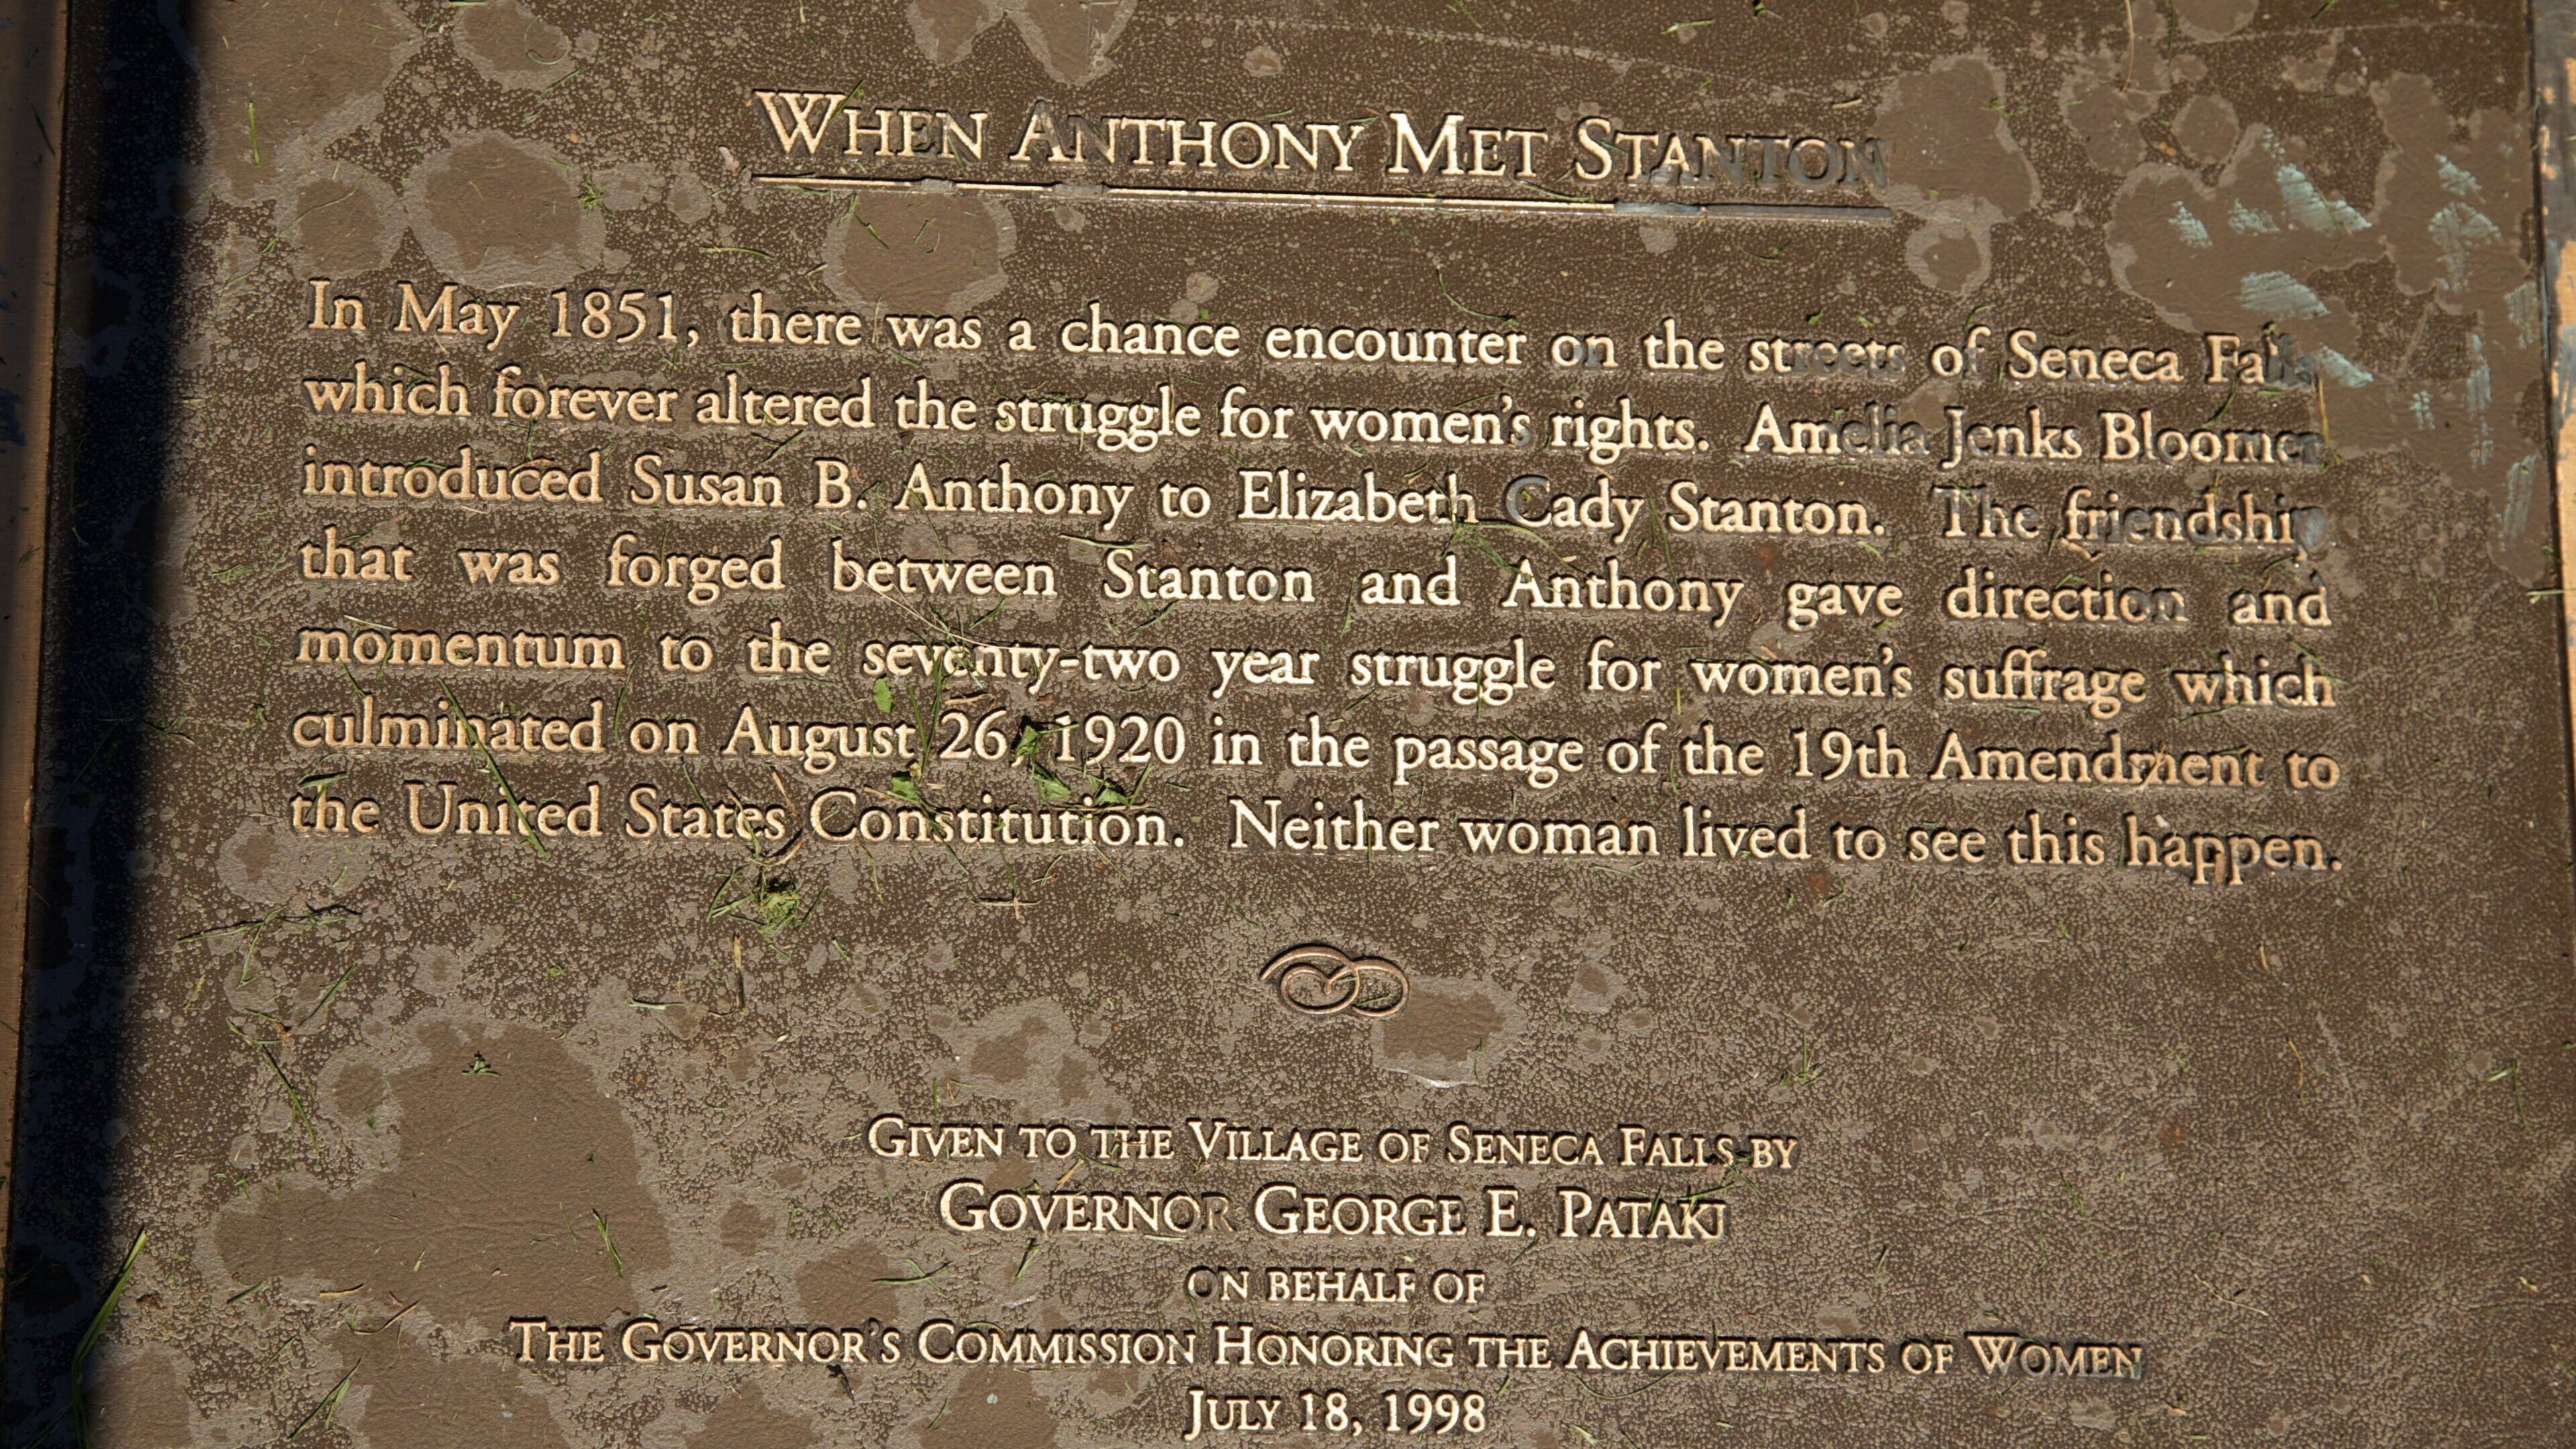 WHEN ANTHONY MET STANTON
In May 1851, there was a chance encounter on the streets of Seneca Falls
which forever altered the struggle for women's rights. Amelia Jenks Bloomer
introduced Susan B. Anthony to Elizabeth Cady Stanton. The friendship
that was forged between Stanton and Anthony gave direction and
momentum to the seventy-two year struggle for women's suffrage which
culminated on August 26, 1920 in the passage of the 19th Amendment to
the United States Constitution. Neither woman lived to see this happen.
GIVEN TO THE VILLAGE OF SENECA FALLS BY
GOVERNOR GEORGE E. PATAKI
ON BEHALF OF
THE GOVERNOR'S COMMISSION HONORING THE ACHIEVEMENTS OF WOMEN
JULY 18, 1998